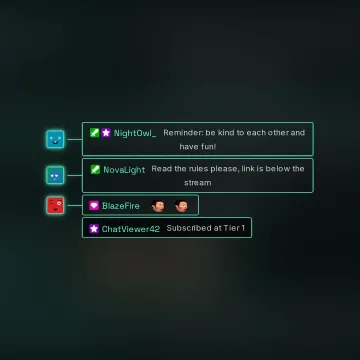 NightOwl_ Reminder: be kind to each other and
have fun!
NovaLight Read the rules please, link is below the
stream
BlazeFire
ChatViewer42 Subscribed at Tier 1